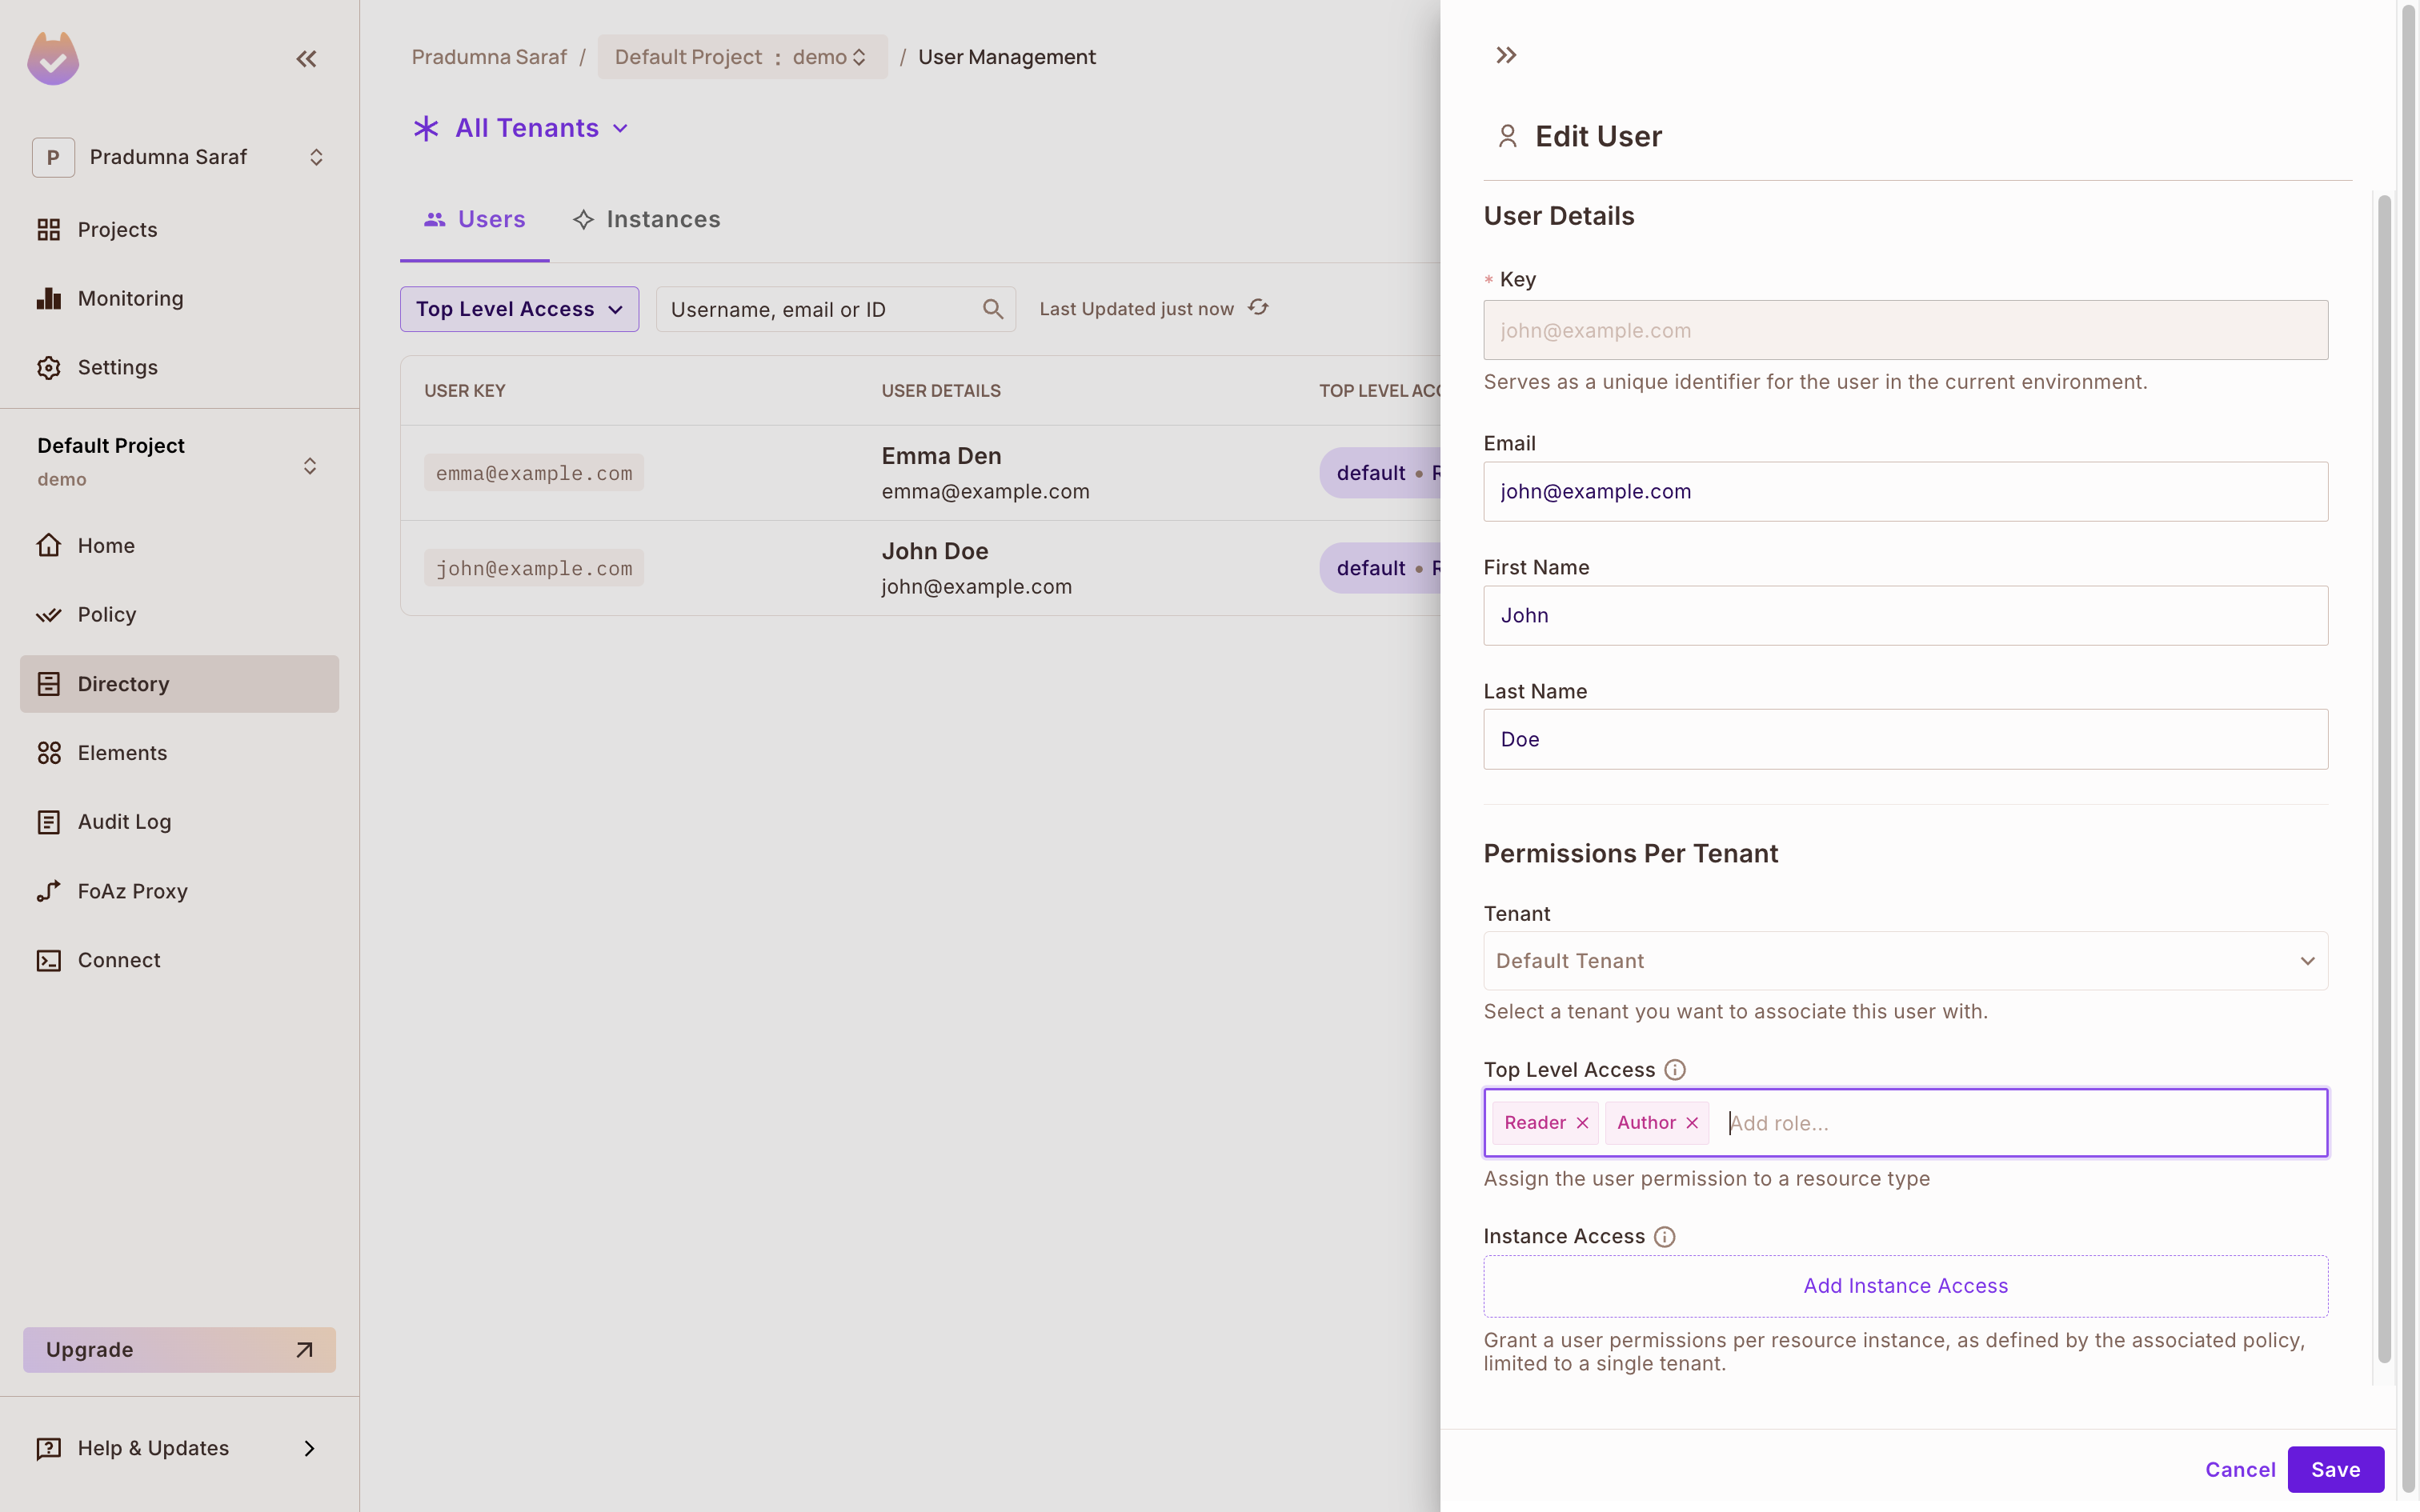 P
Pradumna Saraf
Projects
Monitoring
Settings
Default Project
demo
Home
Policy
Directory
Elements
Audit Log
FoAz Proxy
Connect
Upgrade
Help & Updates
Pradumna Saraf / Default Project : demo / User Management
All Tenants
Users
Instances
Top Level Access
Username, email or ID
Last Updated just now
USER KEY USER DETAILS TOP LEVEL ACC
emma@example.com
Emma Den
emma@example.com
default • R
john@example.com
John Doe
john@example.com
default • R
Edit User
User Details
* Key
john@example.com
Serves as a unique identifier for the user in the current environment.
Email
john@example.com
First Name
John
Last Name
Doe
Permissions Per Tenant
Tenant
Default Tenant
Select a tenant you want to associate this user with.
Top Level Access
Reader Author Add role...
Assign the user permission to a resource type
Instance Access
Add Instance Access
Grant a user permissions per resource instance, as defined by the associated policy,
limited to a single tenant.
Cancel Save